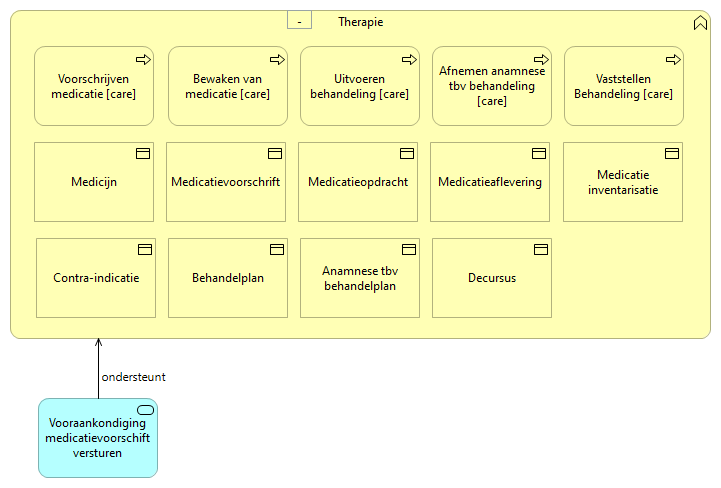 -
Therapie
Voorschrijven
medicatie [care]
Bewaken van
medicatie [care]
Uitvoeren
behandeling [care]
Afnemen anamnese
tbv behandeling
[care]
Vaststellen
Behandeling [care]
Medicijn
Medicatievoorschrift
Medicatieopdracht
Medicatieaflevering
Medicatie
inventarisatie
Contra-indicatie
Behandelplan
Anamnese tbv
behandelplan
Decursus
ondersteunt
Vooraankondiging
medicatievoorschift
versturen